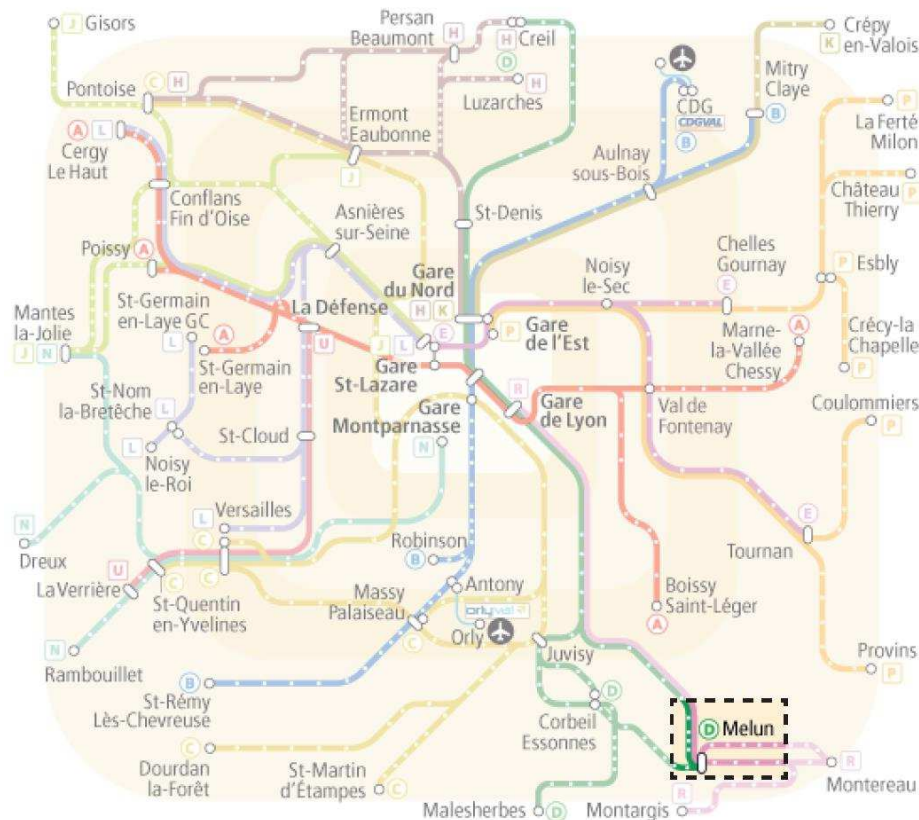 J Gisors
Persan
Beaumont
H
H Creil
D
Crépy
K en-Valois
Pontoise C H
Luzarches H
CDG
CDGVAL
B
Mitry
Claye
B
P
La Ferté
Milon
A L
Cergy
Le Haut
Ermont
Eaubonne
J
Aulnay
sous-Bois
Château
Thierry P
Conflans
Fin d'Oise
Asnières
sur-Seine
St-Denis
Poissy A
Gare
du Nord
H K
Noisy
le-Sec
Chelles
Gournay
E
Esbly P
Mantes
la-Jolie
J N
St-Germain
en-Laye GC
L
A
St-Germain
en-Laye
La Défense
U
J L
E
P
Gare
de l'Est
Marne-
la-Vallée
Chessy
A
Crécy-la
Chapelle
P
Gare
St-Lazare
R
St-Nom
la-Bretêche
L
L Noisy
le-Roi
St-Cloud
Gare
Montparnasse
N
Gare
de Lyon
Val de
Fontenay
Coulommiers
P
N
Dreux
L Versailles
C
C
Robinson
B
E
Tournan
U
La Verrière
C
St-Quentin
en-Yvelines
Massy
Palaiseau
C
Antony
orlyval
Orly
Boissy
Saint-Léger
A
N
Rambouillet
Juvisy
Provins
P
B
St-Rémy
Lès-Chevreuse
D
Corbeil
Essonnes
D Melun
C
Dourdan
la-Forêt
St-Martin
d'Étampes C
Malesherbes D
R
Montargis
R
Montereau